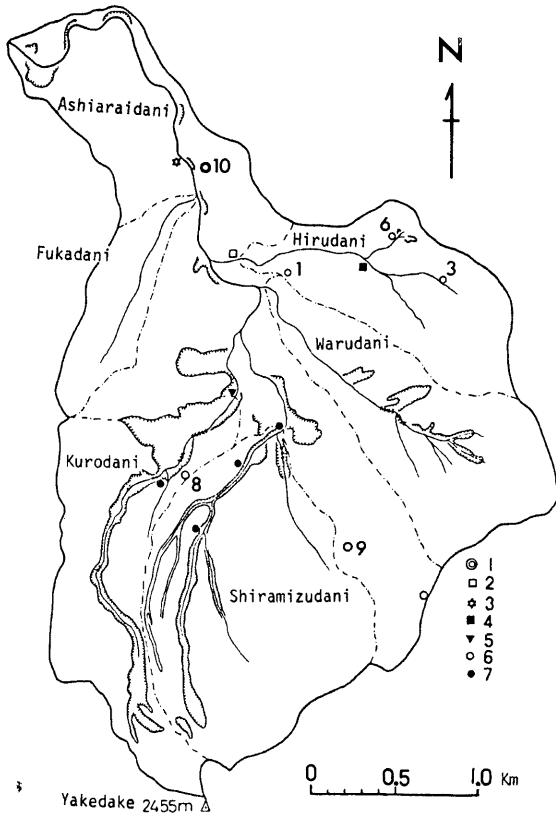 N
Ashiaraidani
10
Fukadani
Hirudani
6
1
3
Warudani
Kurodani
8
9
Shiramizudani
1
2
3
4
5
6
7
0 0.5 1.0 Km
Yakedake 2455m